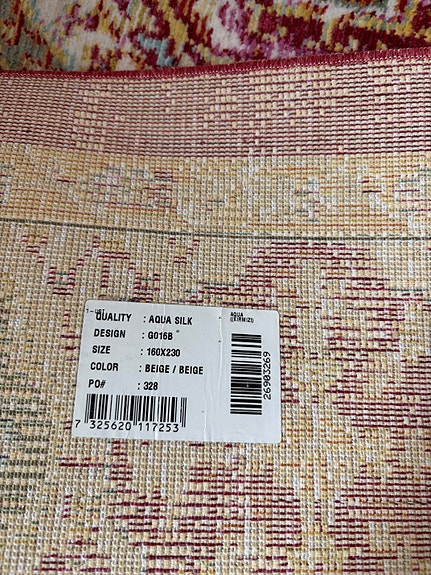 QUALITY : AQUA SILK
DESIGN : G016B
SIZE : 160X230
COLOR : BEIGE / BEIGE
PO# : 328
7 325620 117253
AQUA
26903269